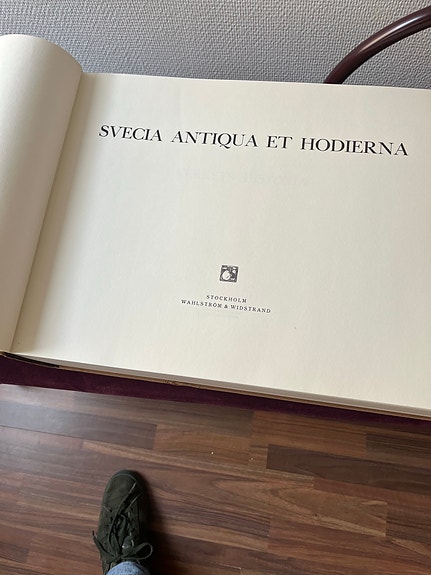 SVECIA ANTIQUA ET HODIERNA
STOCKHOLM
WAHLSTRÖM & WIDSTRAND